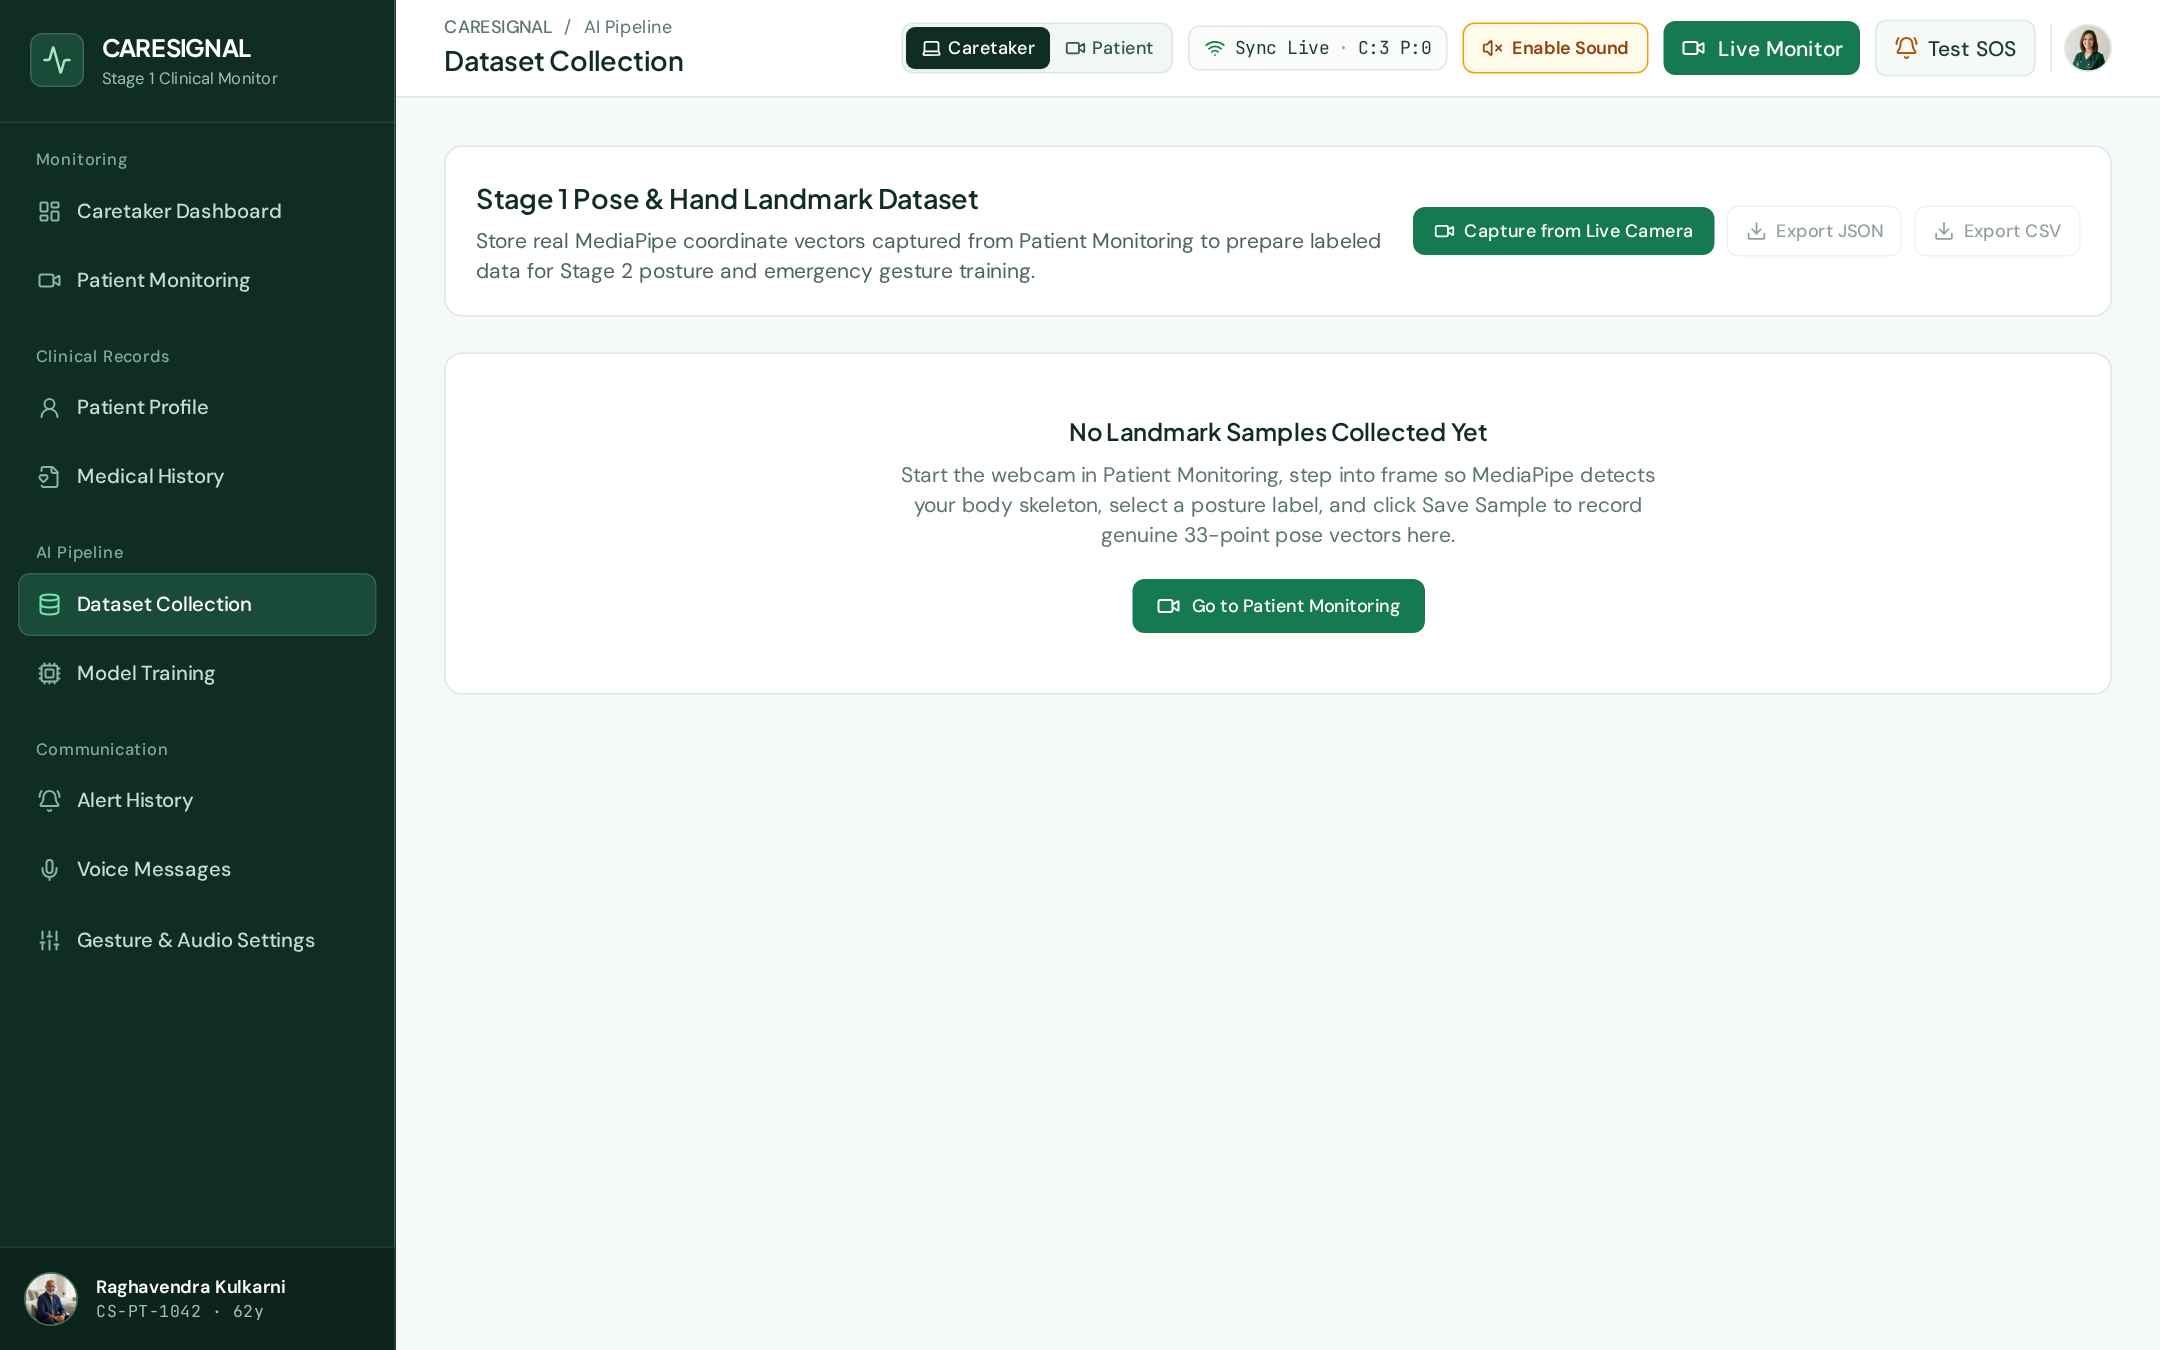 CARESIGNAL
Stage 1 Clinical Monitor
Monitoring
Caretaker Dashboard
Patient Monitoring
Clinical Records
Patient Profile
Medical History
AI Pipeline
Dataset Collection
Model Training
Communication
Alert History
Voice Messages
Gesture & Audio Settings
Raghavendra Kulkarni
CS-PT-1042 · 62y
CARESIGNAL / AI Pipeline
Dataset Collection
Caretaker
Patient
Sync Live · C:3 P:0
Enable Sound
Live Monitor
Test SOS
Stage 1 Pose & Hand Landmark Dataset
Store real MediaPipe coordinate vectors captured from Patient Monitoring to prepare labeled
data for Stage 2 posture and emergency gesture training.
Capture from Live Camera
Export JSON
Export CSV
No Landmark Samples Collected Yet
Start the webcam in Patient Monitoring, step into frame so MediaPipe detects
your body skeleton, select a posture label, and click Save Sample to record
genuine 33-point pose vectors here.
Go to Patient Monitoring